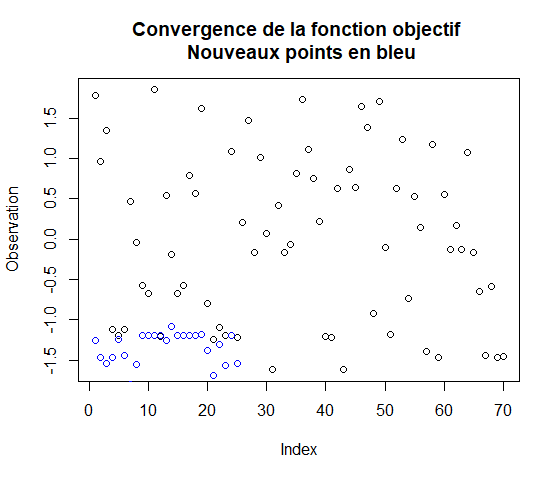 Convergence de la fonction objectif
Nouveaux points en bleu
Observation
1.5
1.0
0.5
0.0
-0.5
-1.0
-1.5
0 10 20 30 40 50 60 70
Index